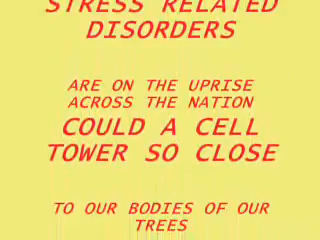 STRESS RELATED
DISORDERS
ARE ON THE UPRISE
ACROSS THE NATION
COULD A CELL
TOWER SO CLOSE
TO OUR BODIES OF OUR
TREES